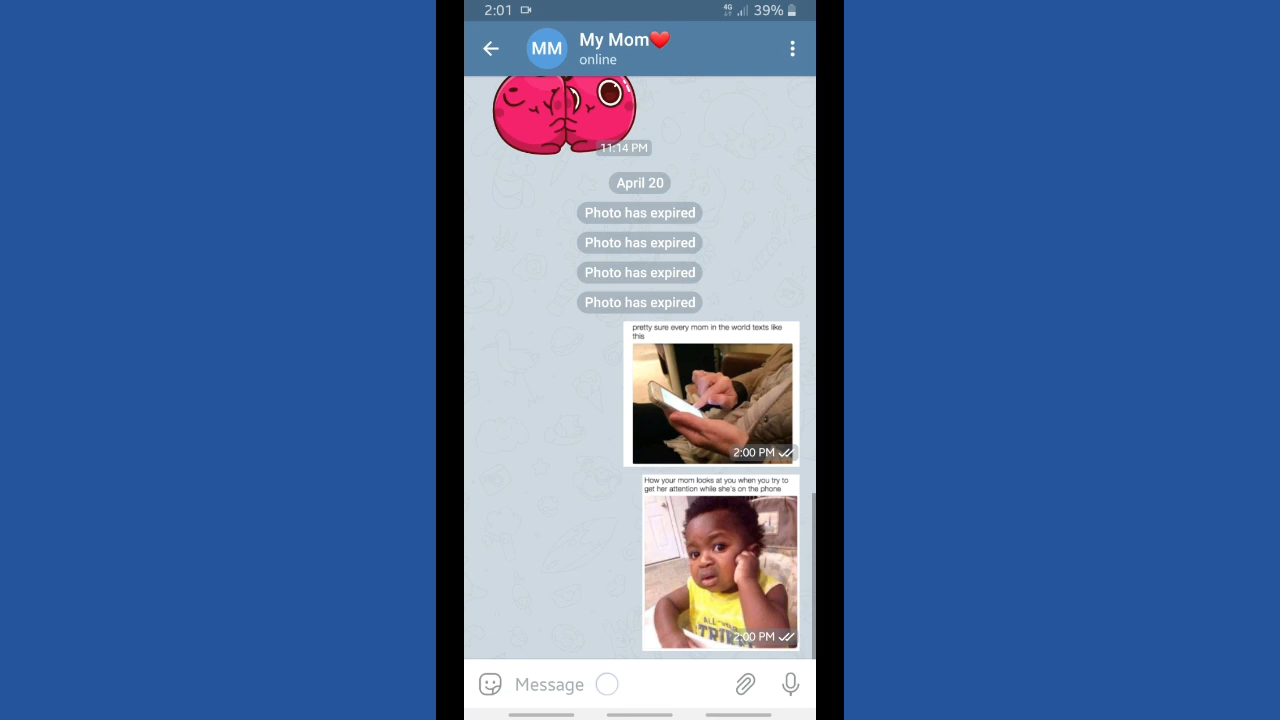 2:01
4G
39%
MM
My Mom❤️
online
11:14 PM
April 20
Photo has expired
Photo has expired
Photo has expired
Photo has expired
pretty sure every mom in the world texts like
this
2:00 PM
How your mom looks at you when you try to
get her attention while she's on the phone
2:00 PM
Message